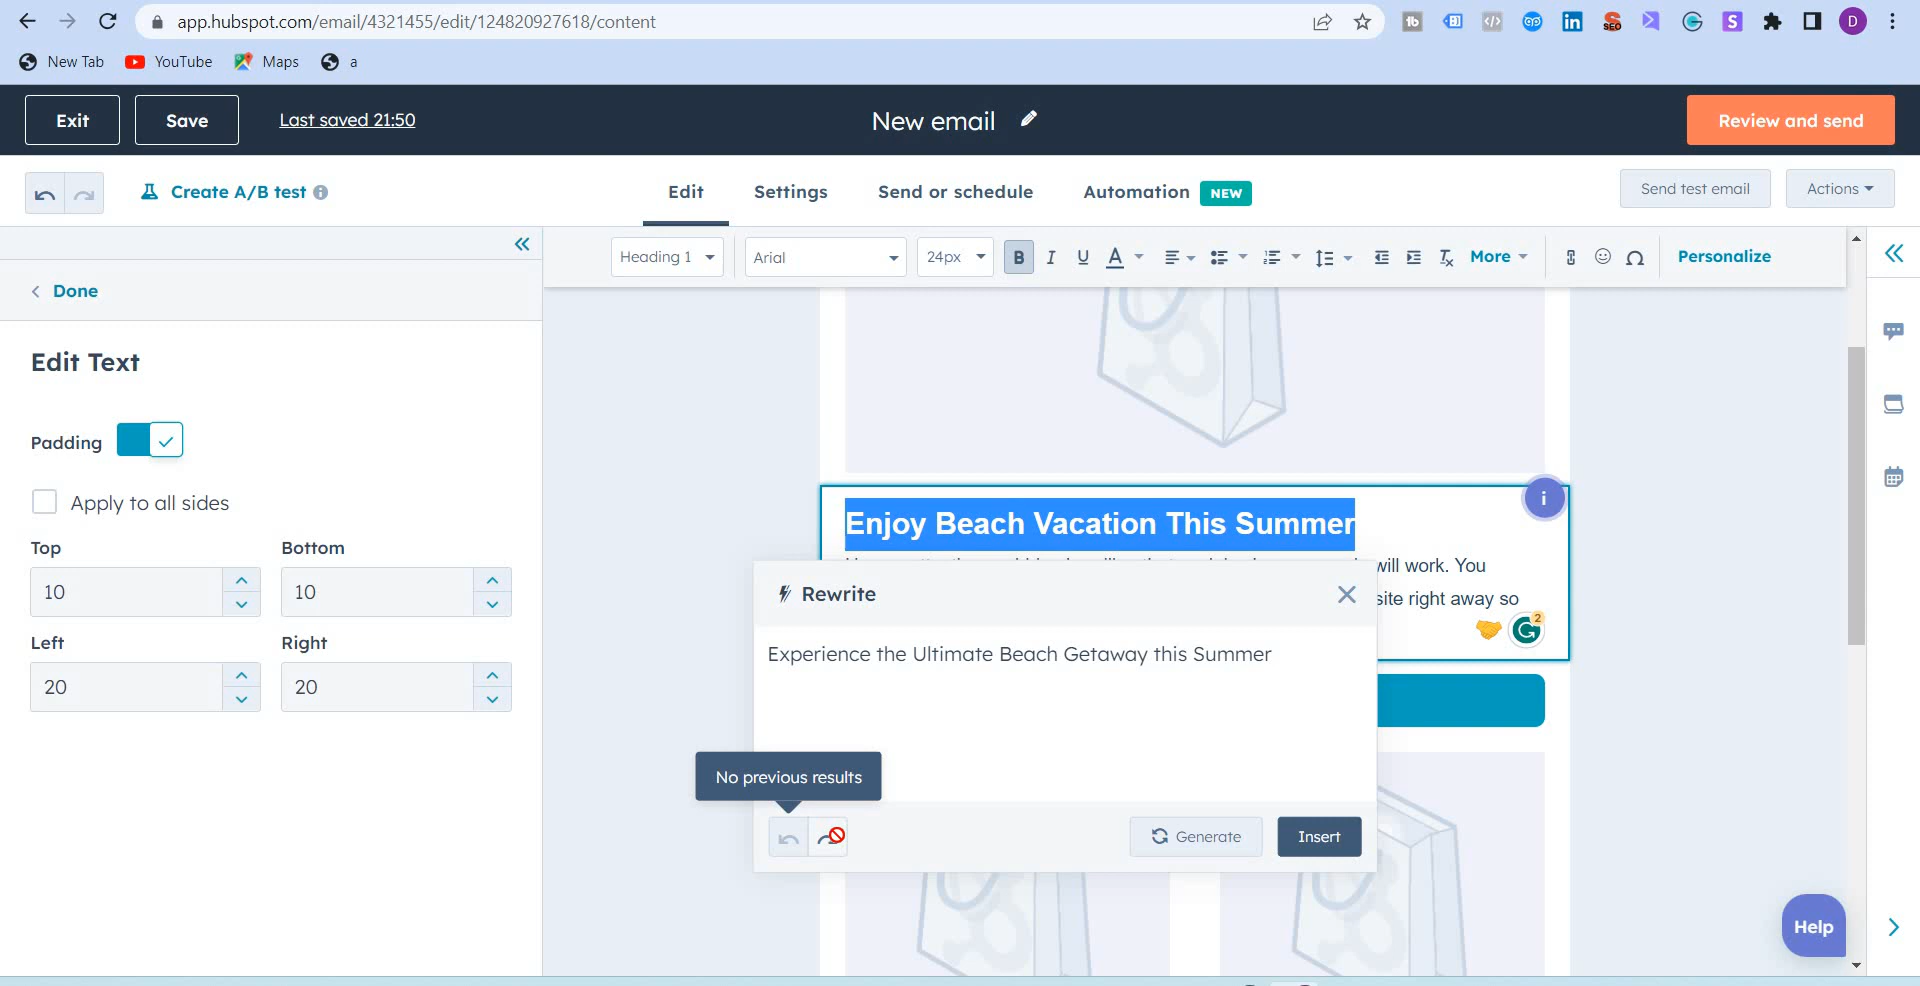 app.hubspot.com/email/4321455/edit/124820927618/content
New Tab
YouTube
Maps
a
D
Exit
Save
Last saved 21:50
New email
Review and send
Create A/B test
Edit
Settings
Send or schedule
Automation
NEW
Send test email
Actions
Heading 1
Arial
24px
B
I
U
A
More
Personalize
Done
Edit Text
Padding
Apply to all sides
Top
Bottom
10
10
Left
Right
20
20
Enjoy Beach Vacation This Summer
will work. You
site right away so
2
Rewrite
Experience the Ultimate Beach Getaway this Summer
No previous results
Generate
Insert
Help